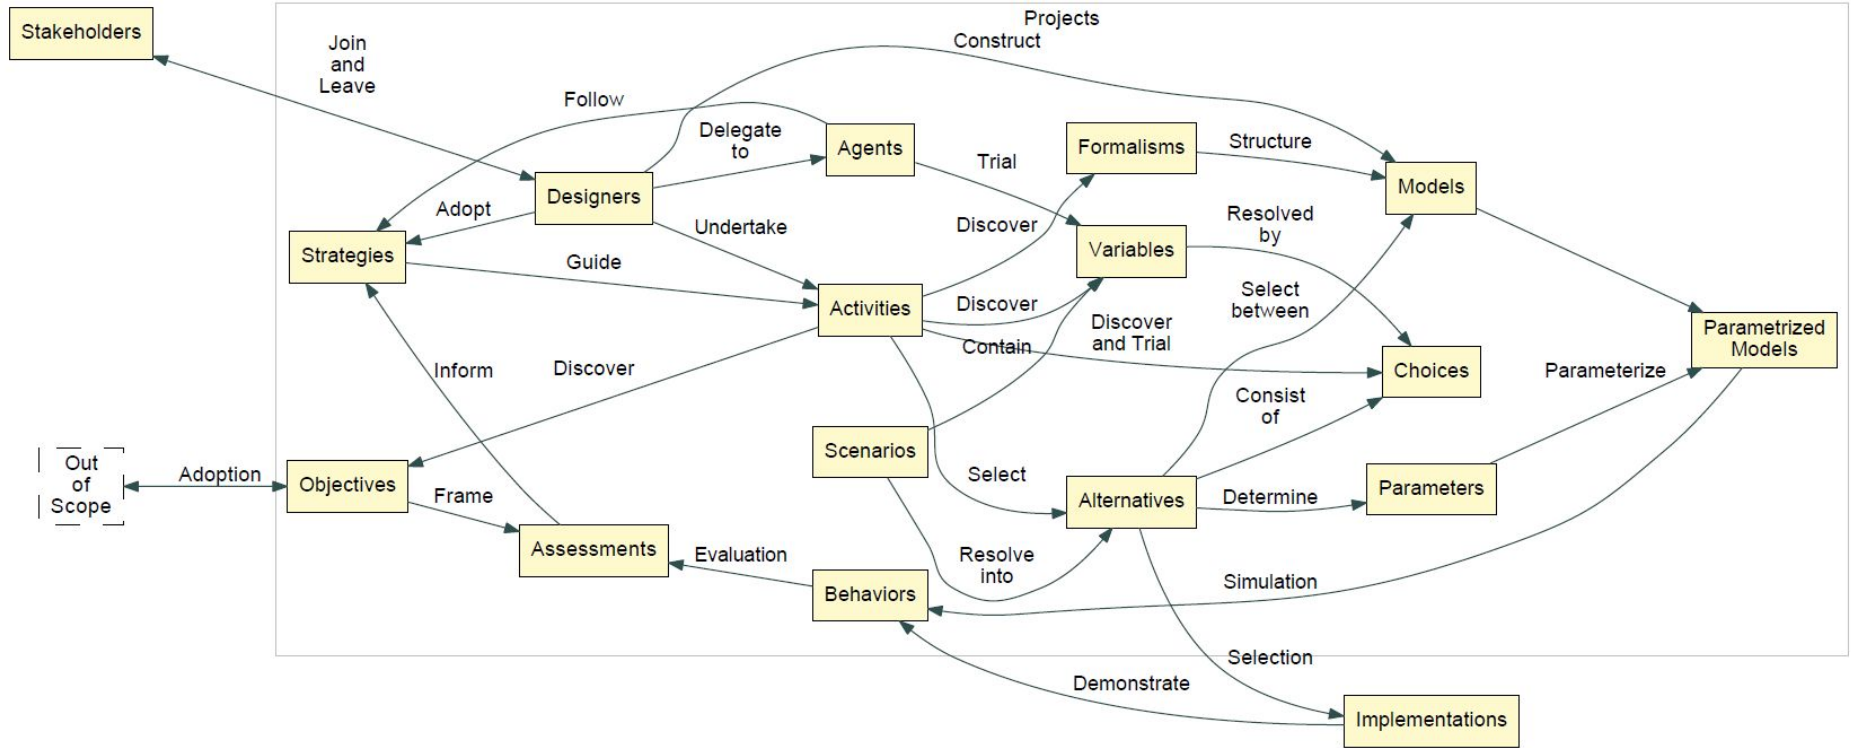 Projects
Stakeholders
Join
and
Leave
Construct
Follow
Delegate
to
Agents
Trial
Formalisms
Structure
Models
Designers
Adopt
Undertake
Discover
Variables
Resolved
by
Strategies
Guide
Activities
Discover
Discover
and Trial
Select
between
Contain
Choices
Parametrized
Models
Inform
Discover
Parameterize
Consist
of
Scenarios
Out
of
Scope
Adoption
Objectives
Frame
Select
Alternatives
Determine
Parameters
Assessments
Evaluation
Resolve
into
Behaviors
Simulation
Selection
Demonstrate
Implementations